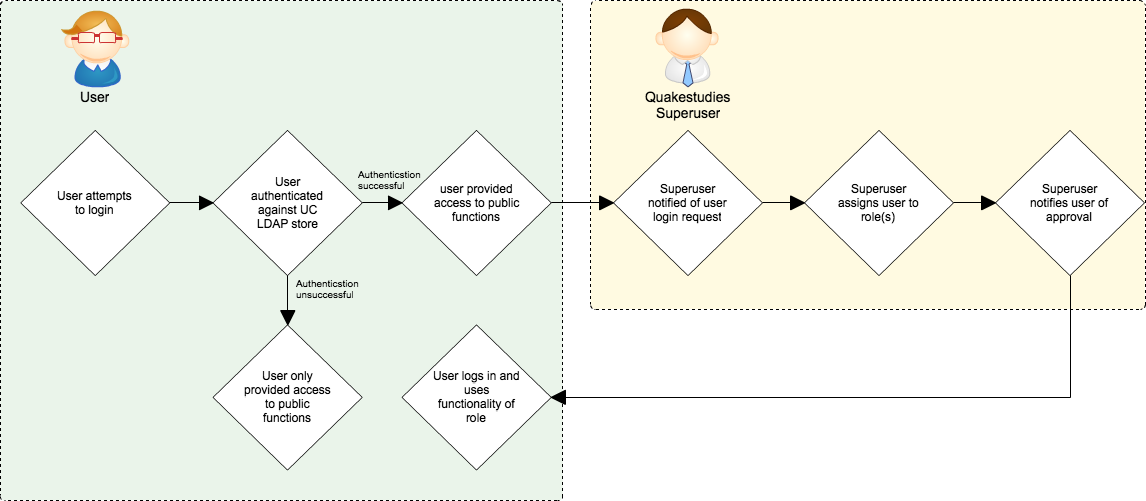 User
Quakestudies
Superuser
User attempts
to login
User
authenticated
against UC
LDAP store
Authenticstion
successful
user provided
access to public
functions
Superuser
notified of user
login request
Superuser
assigns user to
role(s)
Superuser
notifies user of
approval
Authenticstion
unsuccessful
User only
provided access
to public
functions
User logs in and
uses
functionality of
role